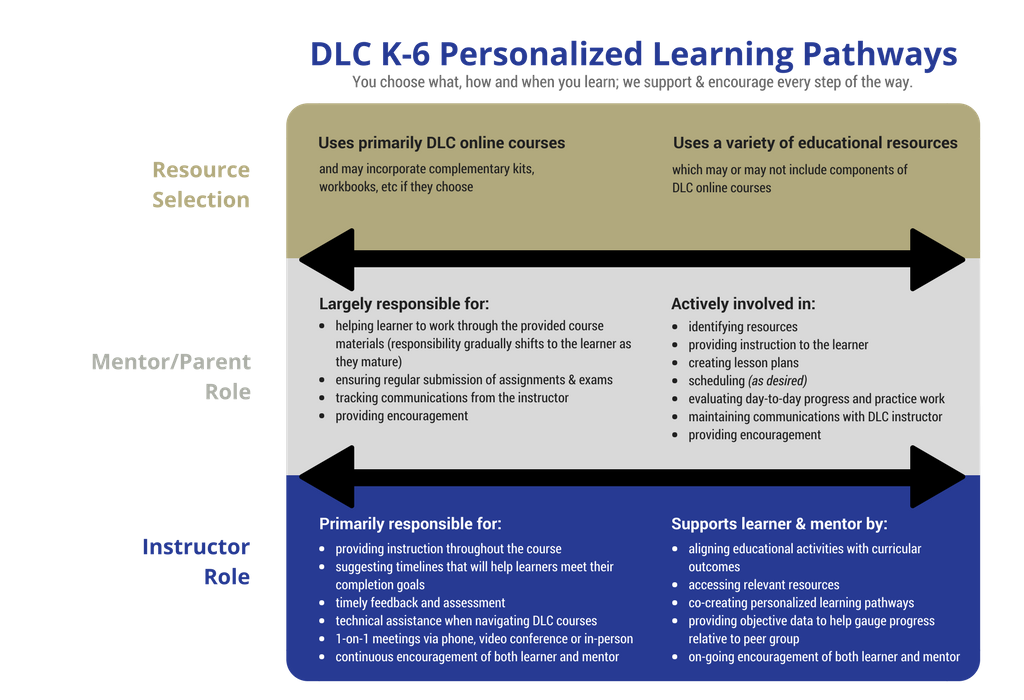 DLC K-6 Personalized Learning Pathways
You choose what, how and when you learn; we support & encourage every step of the way.
Resource
Selection
Uses primarily DLC online courses
and may incorporate complementary kits,
workbooks, etc if they choose
Uses a variety of educational resources
which may or may not include components of
DLC online courses
Mentor/Parent
Role
Largely responsible for:
• helping learner to work through the provided course
materials (responsibility gradually shifts to the learner as
they mature)
• ensuring regular submission of assignments & exams
• tracking communications from the instructor
• providing encouragement
Actively involved in:
• identifying resources
• providing instruction to the learner
• creating lesson plans
• scheduling (as desired)
• evaluating day-to-day progress and practice work
• maintaining communications with DLC instructor
• providing encouragement
Instructor
Role
Primarily responsible for:
• providing instruction throughout the course
• suggesting timelines that will help learners meet their
completion goals
• timely feedback and assessment
• technical assistance when navigating DLC courses
• 1-on-1 meetings via phone, video conference or in-person
• continuous encouragement of both learner and mentor
Supports learner & mentor by:
• aligning educational activities with curricular
outcomes
• accessing relevant resources
• co-creating personalized learning pathways
• providing objective data to help gauge progress
relative to peer group
• on-going encouragement of both learner and mentor